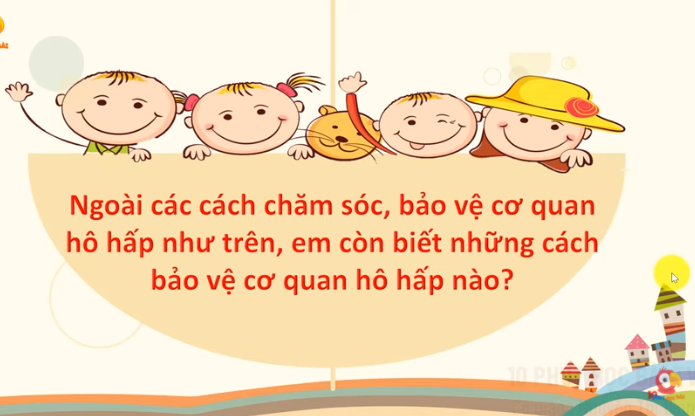 Ngoài các cách chăm sóc, bảo vệ cơ quan
hô hấp như trên, em còn biết những cách
bảo vệ cơ quan hô hấp nào?